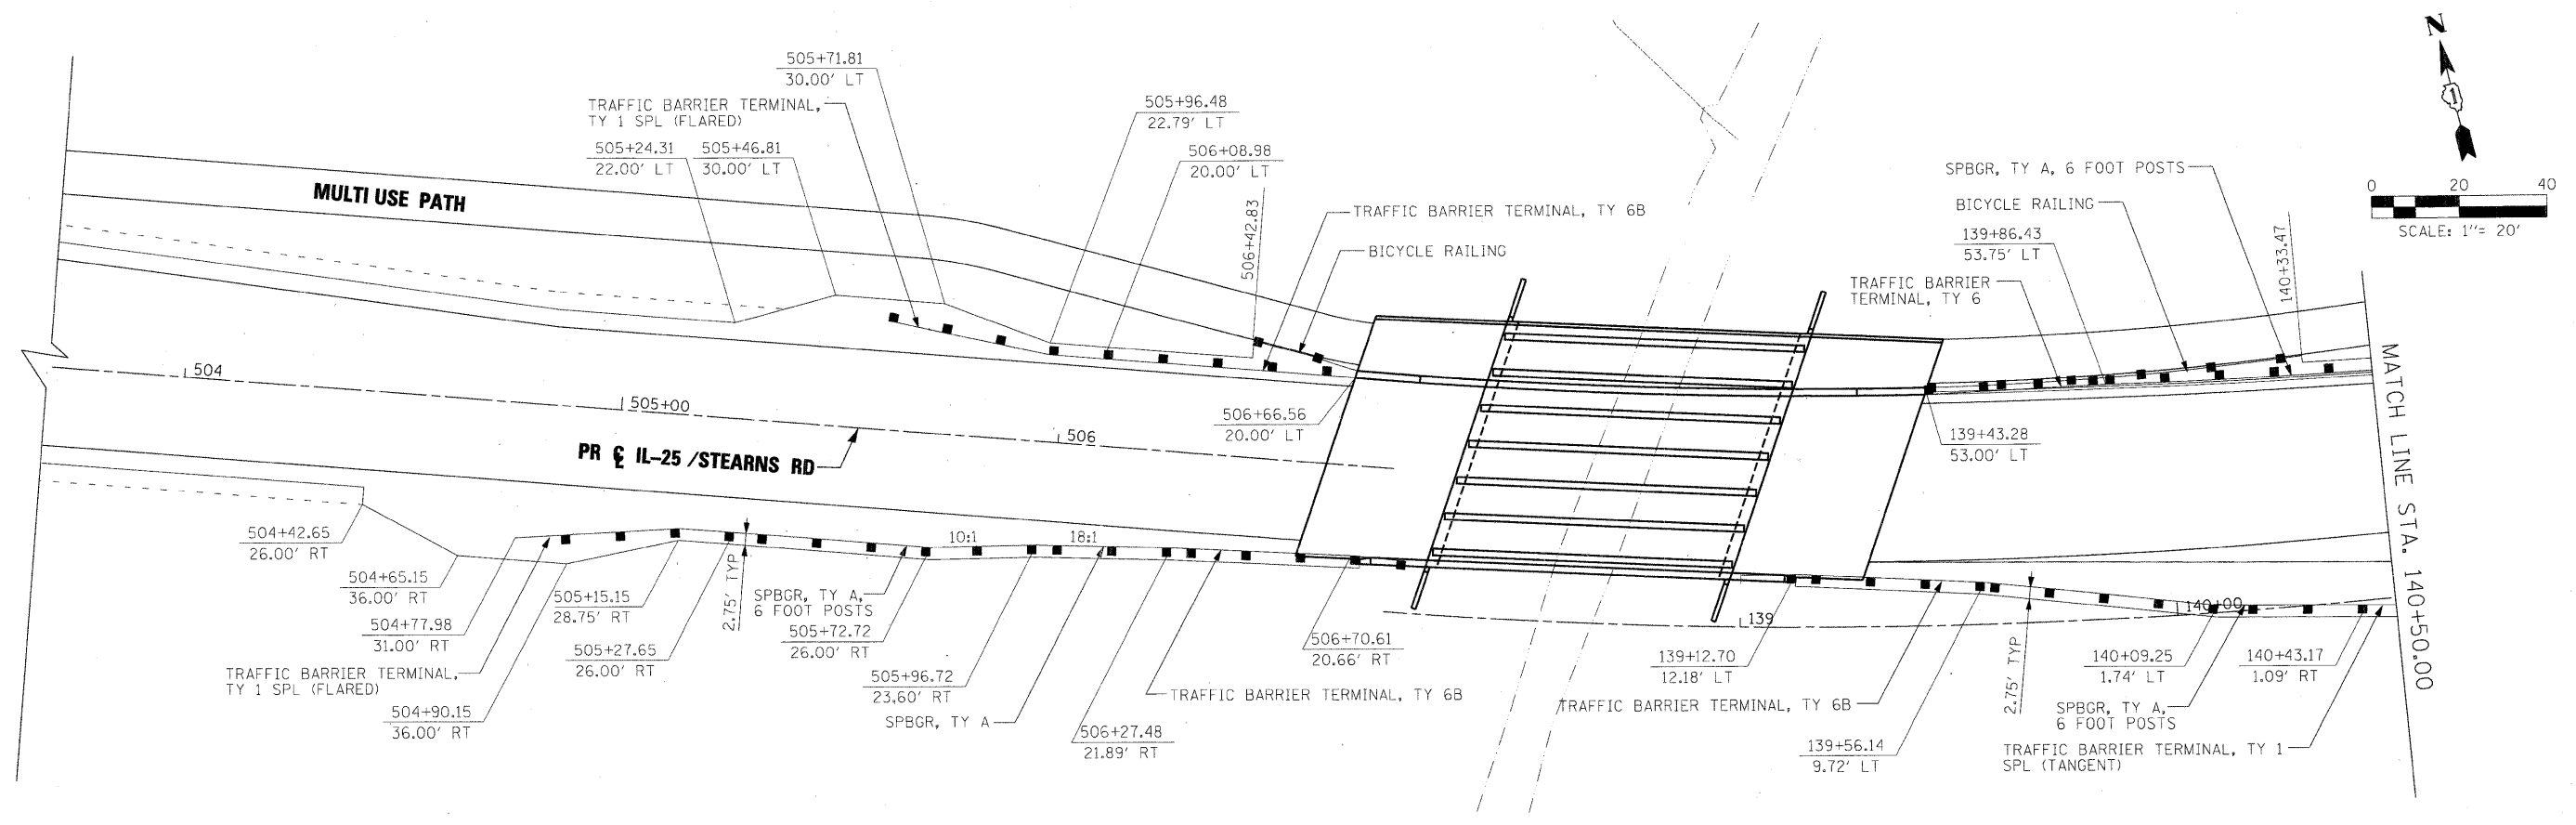 505+71.81
30.00' LT
TRAFFIC BARRIER TERMINAL,
TY 1 SPL (FLARED)
505+24.31
22.00' LT
505+46.81
30.00' LT
505+96.48
22.79' LT
506+08.98
20.00' LT
506+42.83
TRAFFIC BARRIER TERMINAL, TY 6B
BICYCLE RAILING
SPBGR, TY A, 6 FOOT POSTS
BICYCLE RAILING
139+86.43
53.75' LT
TRAFFIC BARRIER
TERMINAL, TY 6
140+33.47
N
1
0 20 40
SCALE: 1"= 20'
MULTI USE PATH
504
505+00
506
PR ℄ IL-25 /STEARNS RD
506+66.56
20.00' LT
139+43.28
53.00' LT
MATCH LINE STA. 140+50.00
504+42.65
26.00' RT
504+65.15
36.00' RT
504+77.98
31.00' RT
TRAFFIC BARRIER TERMINAL,
TY 1 SPL (FLARED)
504+90.15
36.00' RT
505+15.15
28.75' RT
505+27.65
26.00' RT
2.75' TYP
SPBGR, TY A,
6 FOOT POSTS
505+72.72
26.00' RT
10:1
18:1
505+96.72
23.60' RT
SPBGR, TY A
506+27.48
21.89' RT
TRAFFIC BARRIER TERMINAL, TY 6B
506+70.61
20.66' RT
139
140+00
139+12.70
12.18' LT
TRAFFIC BARRIER TERMINAL, TY 6B
139+56.14
9.72' LT
2.75' TYP
140+09.25
1.74' LT
140+43.17
1.09' RT
SPBGR, TY A,
6 FOOT POSTS
TRAFFIC BARRIER TERMINAL, TY 1
SPL (TANGENT)